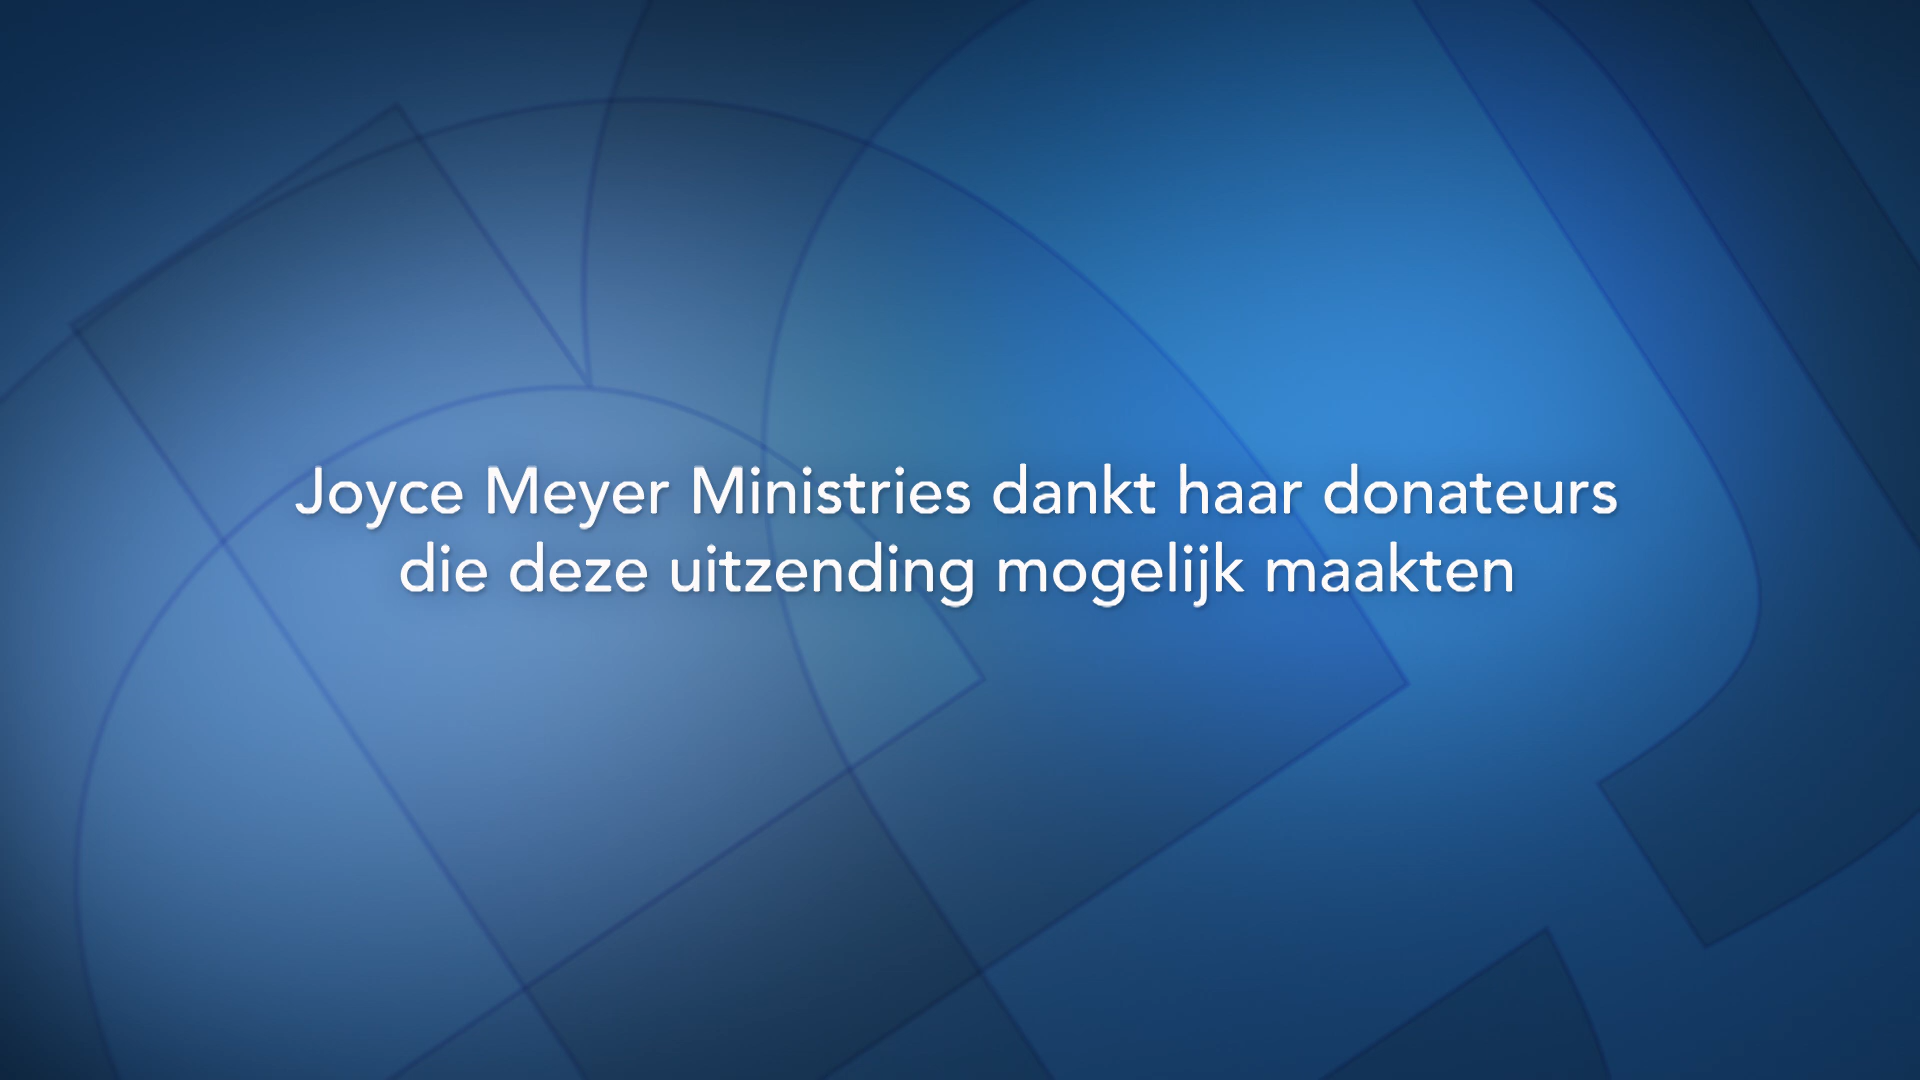 Joyce Meyer Ministries dankt haar donateurs
die deze uitzending mogelijk maakten